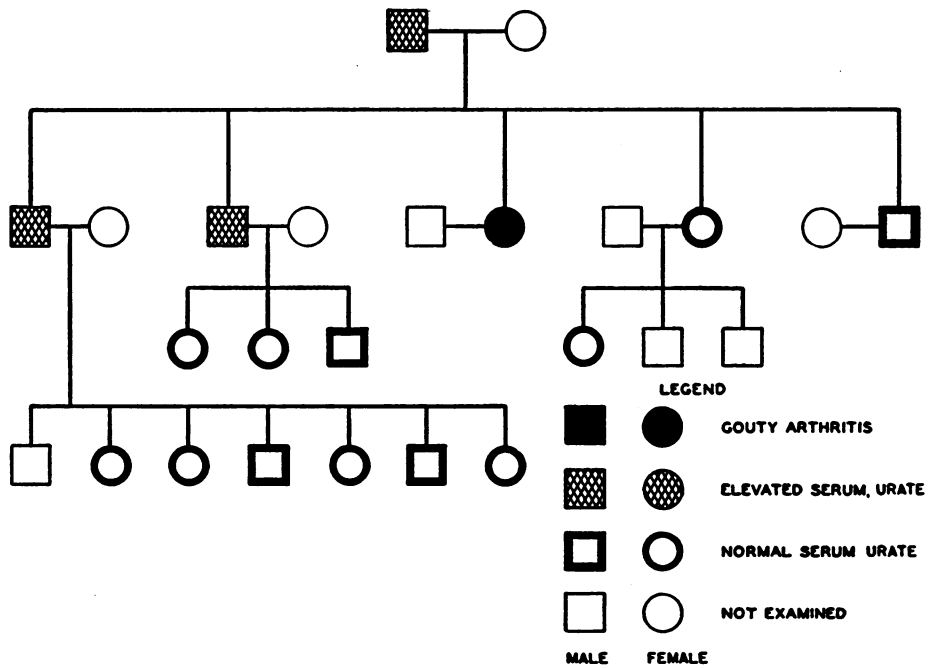 LEGEND
GOUTY ARTHRITIS
ELEVATED SERUM, URATE
NORMAL SERUM URATE
NOT EXAMINED
MALE FEMALE